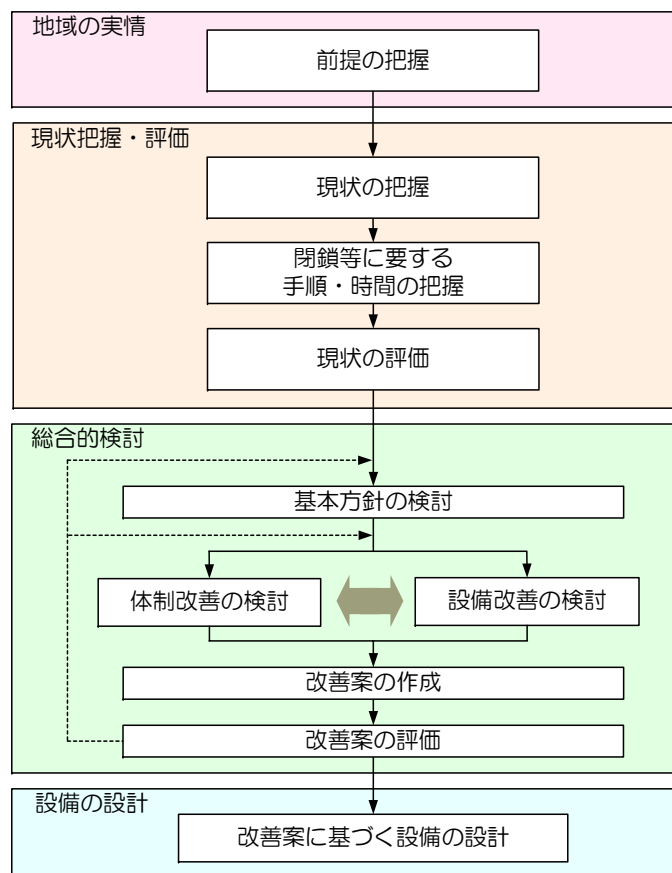 地域の実情
前提の把握
現状把握・評価
現状の把握
閉鎖等に要する
手順・時間の把握
現状の評価
総合的検討
基本方針の検討
体制改善の検討
設備改善の検討
改善案の作成
改善案の評価
設備の設計
改善案に基づく設備の設計